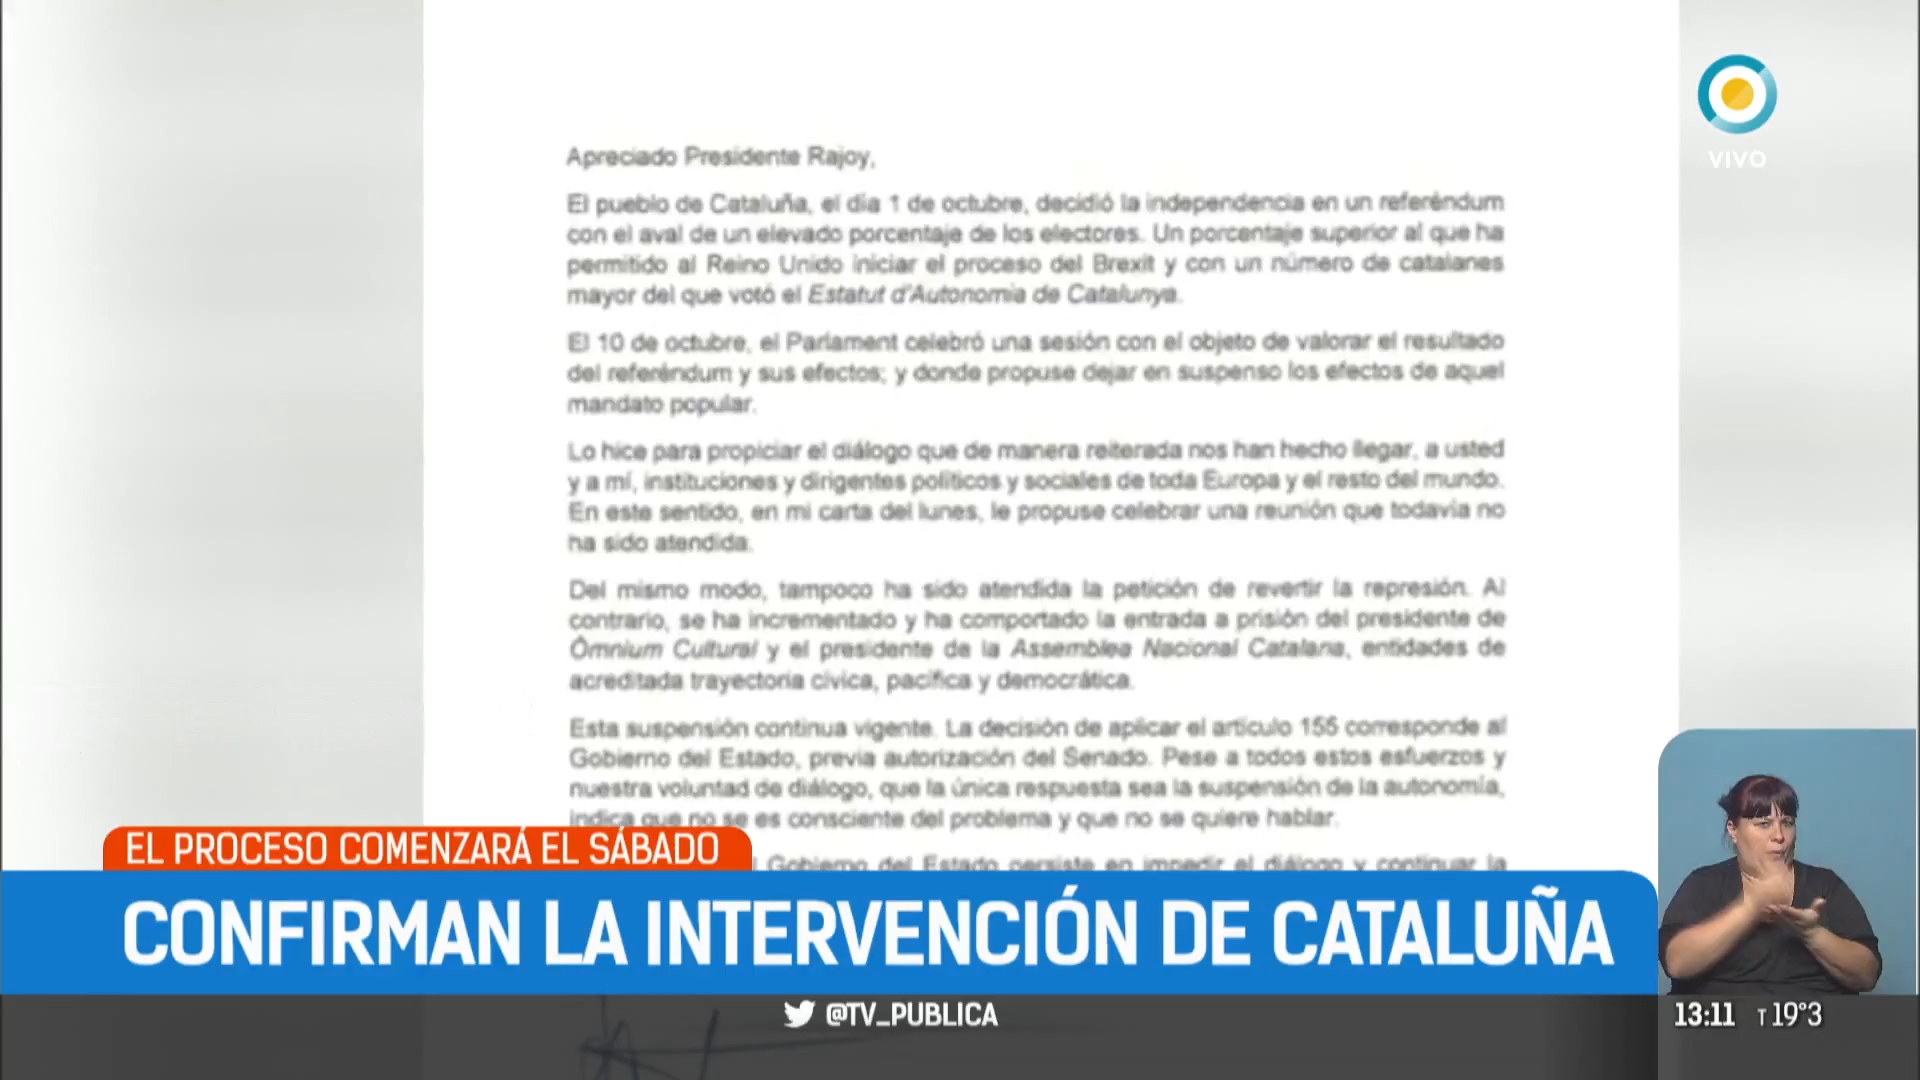 VIVO
Apreciado Presidente Rajoy,
El pueblo de Cataluña, el día 1 de octubre, decidió la independencia en un referéndum
con el aval de un elevado porcentaje de los electores. Un porcentaje superior al que ha
permitido al Reino Unido iniciar el proceso del Brexit y con un número de catalanes
mayor del que votó el Estatut d'Autonomia de Catalunya.
El 10 de octubre, el Parlament celebró una sesión con el objeto de valorar el resultado
del referéndum y sus efectos; y donde propuse dejar en suspenso los efectos de aquel
mandato popular.
Lo hice para propiciar el diálogo que de manera reiterada nos han hecho llegar, a usted
y a mí, instituciones y dirigentes políticos y sociales de toda Europa y el resto del mundo.
En este sentido, en mi carta del lunes, le propuse celebrar una reunión que todavía no
ha sido atendida.
Del mismo modo, tampoco ha sido atendida la petición de revertir la represión. Al
contrario, se ha incrementado y ha comportado la entrada a prisión del presidente de
Òmnium Cultural y el presidente de la Assemblea Nacional Catalana, entidades de
acreditada trayectoria cívica, pacífica y democrática.
Esta suspensión continua vigente. La decisión de aplicar el artículo 155 corresponde al
Gobierno del Estado, previa autorización del Senado. Pese a todos estos esfuerzos y
nuestra voluntad de diálogo, que la única respuesta sea la suspensión de la autonomía,
indica que no se es consciente del problema y que no se quiere hablar.
Gobierno del Estado persiste en impedir el diálogo y continuar la
EL PROCESO COMENZARÁ EL SÁBADO
CONFIRMAN LA INTERVENCIÓN DE CATALUÑA
@TV_PUBLICA
13:11 T 19°3